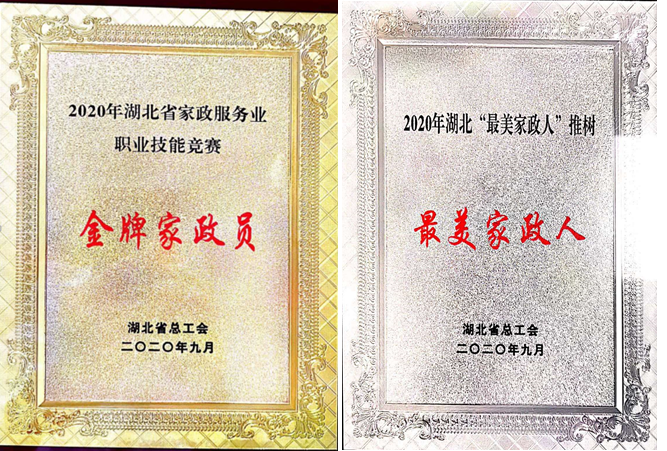 2020年湖北省家政服务业
职业技能竞赛
金牌家政员
湖北省总工会
二〇二〇年九月
2020年湖北“最美家政人”推树
最美家政人
湖北省总工会
二〇二〇年九月